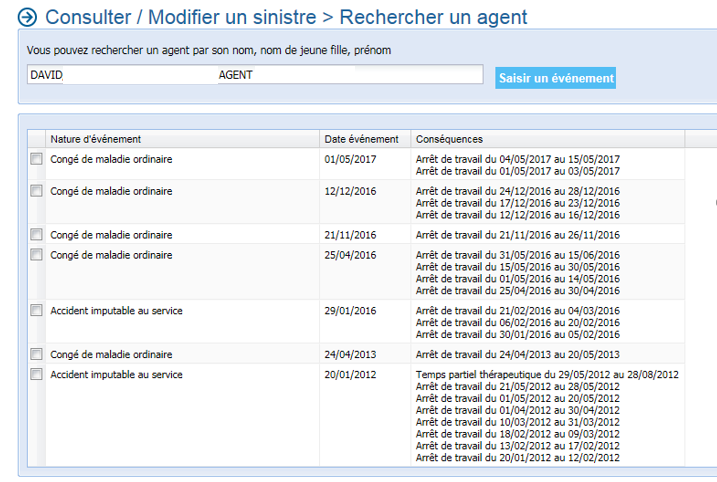 Consulter / Modifier un sinistre > Rechercher un agent
Vous pouvez rechercher un agent par son nom, nom de jeune fille, prénom
DAVID AGENT Saisir un événement
Nature d'événement Date événement Conséquences
Congé de maladie ordinaire 01/05/2017 Arrêt de travail du 04/05/2017 au 15/05/2017
Arrêt de travail du 01/05/2017 au 03/05/2017
Congé de maladie ordinaire 12/12/2016 Arrêt de travail du 24/12/2016 au 28/12/2016
Arrêt de travail du 17/12/2016 au 23/12/2016
Arrêt de travail du 12/12/2016 au 16/12/2016
Congé de maladie ordinaire 21/11/2016 Arrêt de travail du 21/11/2016 au 26/11/2016
Congé de maladie ordinaire 25/04/2016 Arrêt de travail du 31/05/2016 au 15/06/2016
Arrêt de travail du 15/05/2016 au 30/05/2016
Arrêt de travail du 01/05/2016 au 14/05/2016
Arrêt de travail du 25/04/2016 au 30/04/2016
Accident imputable au service 29/01/2016 Arrêt de travail du 21/02/2016 au 04/03/2016
Arrêt de travail du 06/02/2016 au 20/02/2016
Arrêt de travail du 30/01/2016 au 05/02/2016
Congé de maladie ordinaire 24/04/2013 Arrêt de travail du 24/04/2013 au 20/05/2013
Accident imputable au service 20/01/2012 Temps partiel thérapeutique du 29/05/2012 au 28/08/2012
Arrêt de travail du 21/05/2012 au 28/05/2012
Arrêt de travail du 01/05/2012 au 20/05/2012
Arrêt de travail du 01/04/2012 au 30/04/2012
Arrêt de travail du 10/03/2012 au 31/03/2012
Arrêt de travail du 18/02/2012 au 09/03/2012
Arrêt de travail du 13/02/2012 au 17/02/2012
Arrêt de travail du 20/01/2012 au 12/02/2012